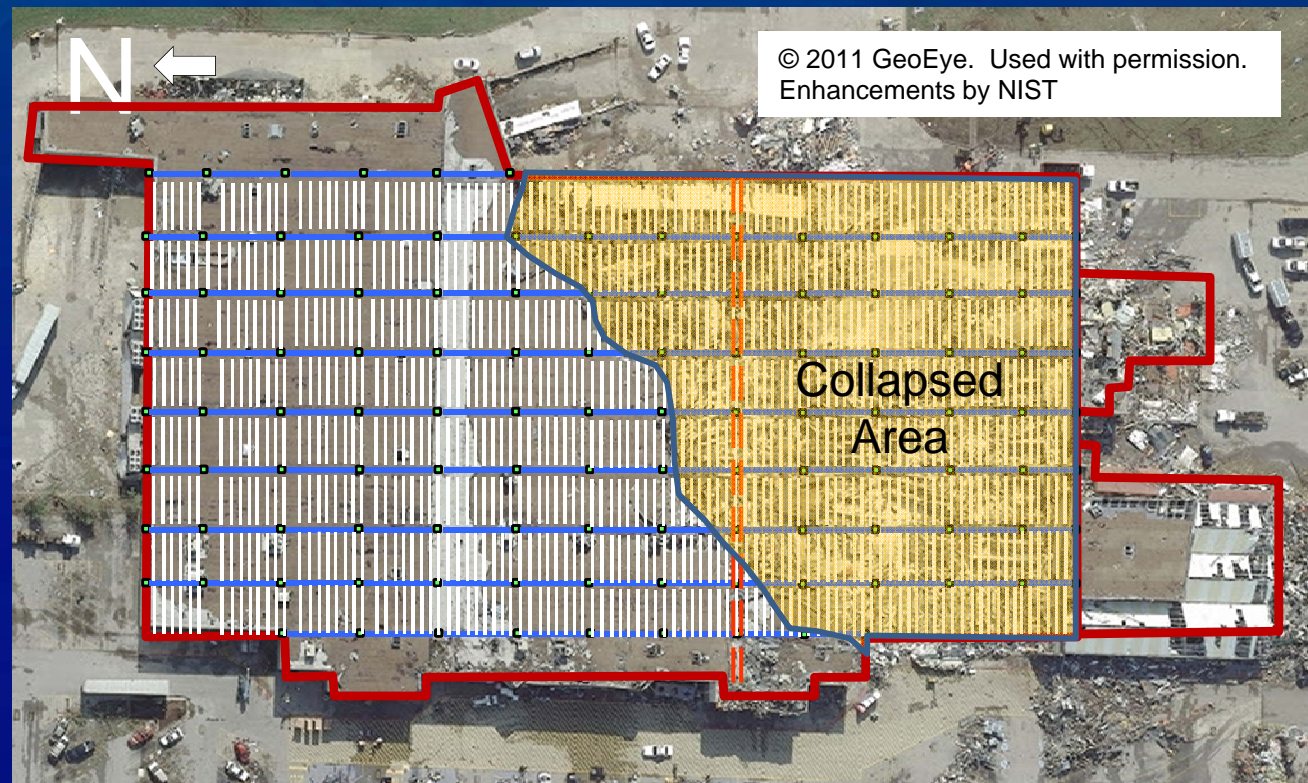 N
© 2011 GeoEye. Used with permission.
Enhancements by NIST
Collapsed
Area